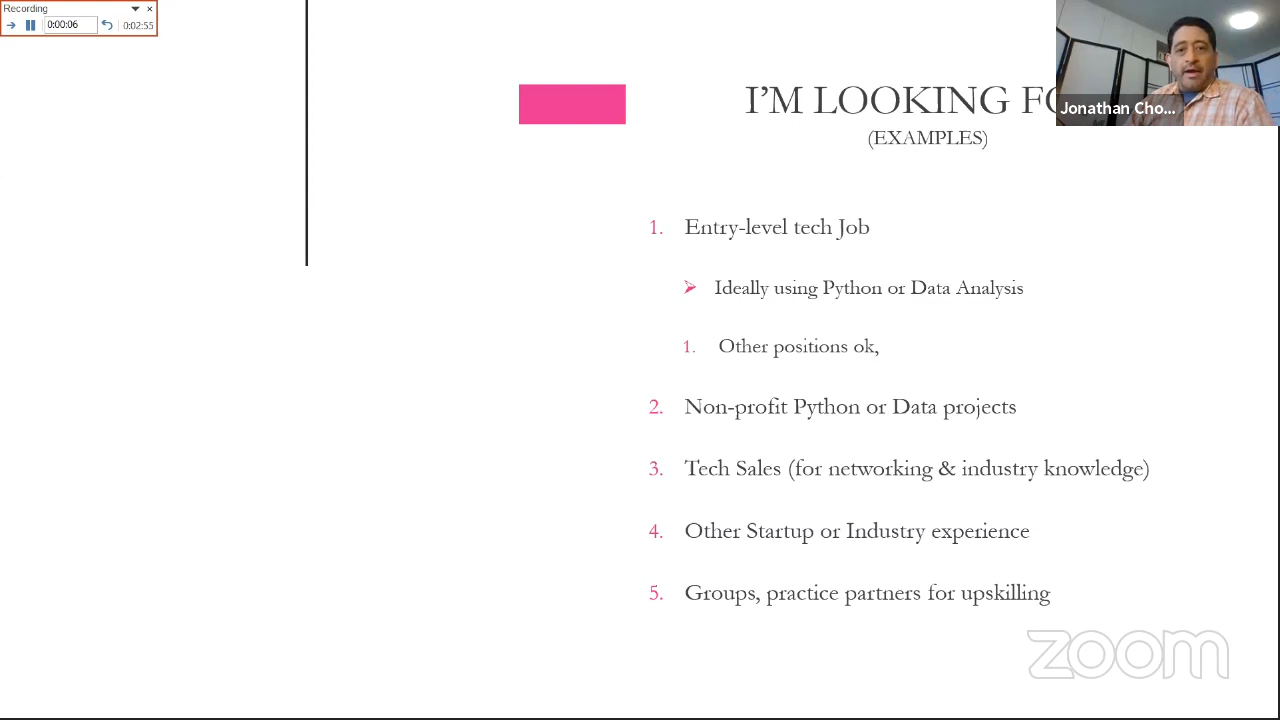 Recording
0:00:06
0:02:55
I'M LOOKING FO
(EXAMPLES)
Jonathan Cho...
1. Entry-level tech Job
➤ Ideally using Python or Data Analysis
1. Other positions ok,
2. Non-profit Python or Data projects
3. Tech Sales (for networking & industry knowledge)
4. Other Startup or Industry experience
5. Groups, practice partners for upskilling
zoom